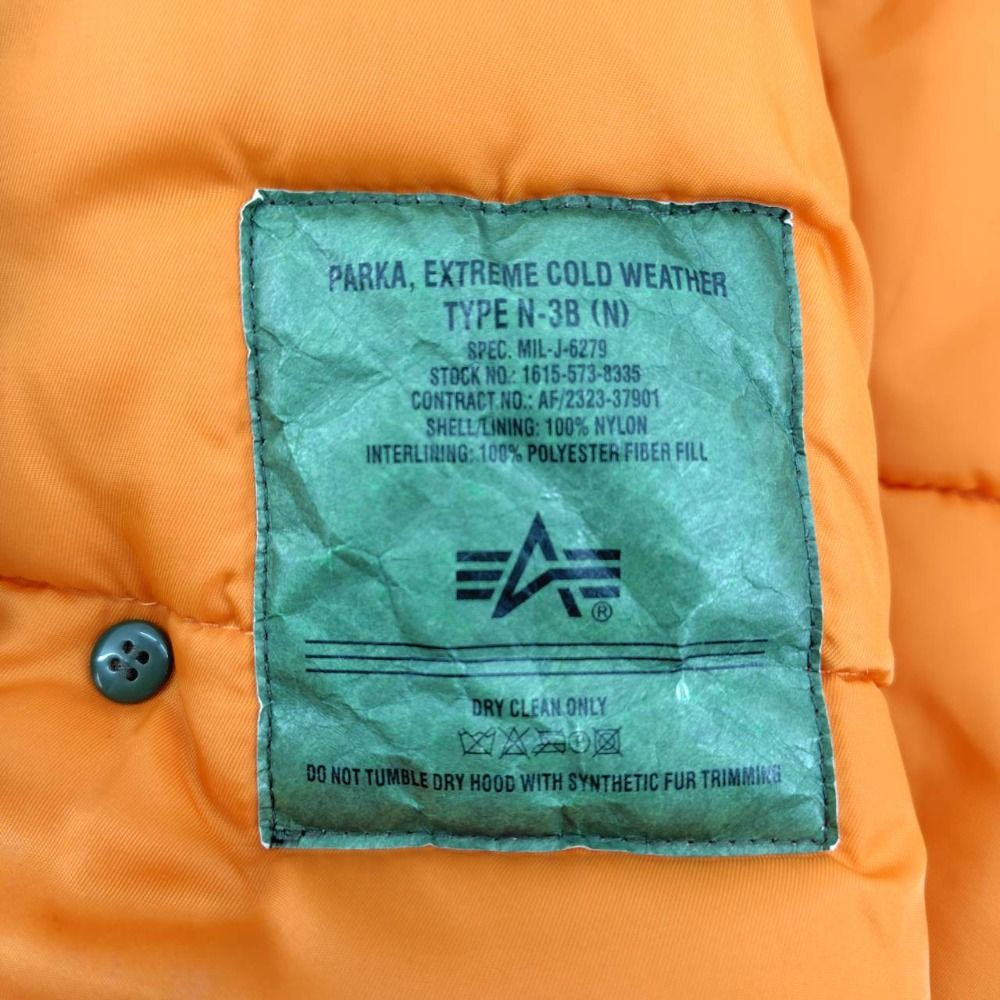 PARKA, EXTREME COLD WEATHER
TYPE N-3B (N)
SPEC. MIL-J-6279
STOCK NO.: 1615-573-8335
CONTRACT NO.: AF/2323-37901
SHELL/LINING: 100% NYLON
INTERLINING: 100% POLYESTER FIBER FILL
®
DRY CLEAN ONLY
DO NOT TUMBLE DRY HOOD WITH SYNTHETIC FUR TRIMMING